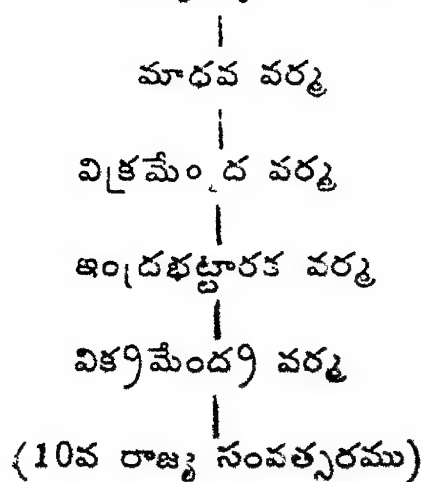 మాధవ వర్మ
విక్రమేంద్ర వర్మ
ఇంద్రభట్టారక వర్మ
విక్రమేంద్ర వర్మ
(10వ రాజ్య సంవత్సరము)